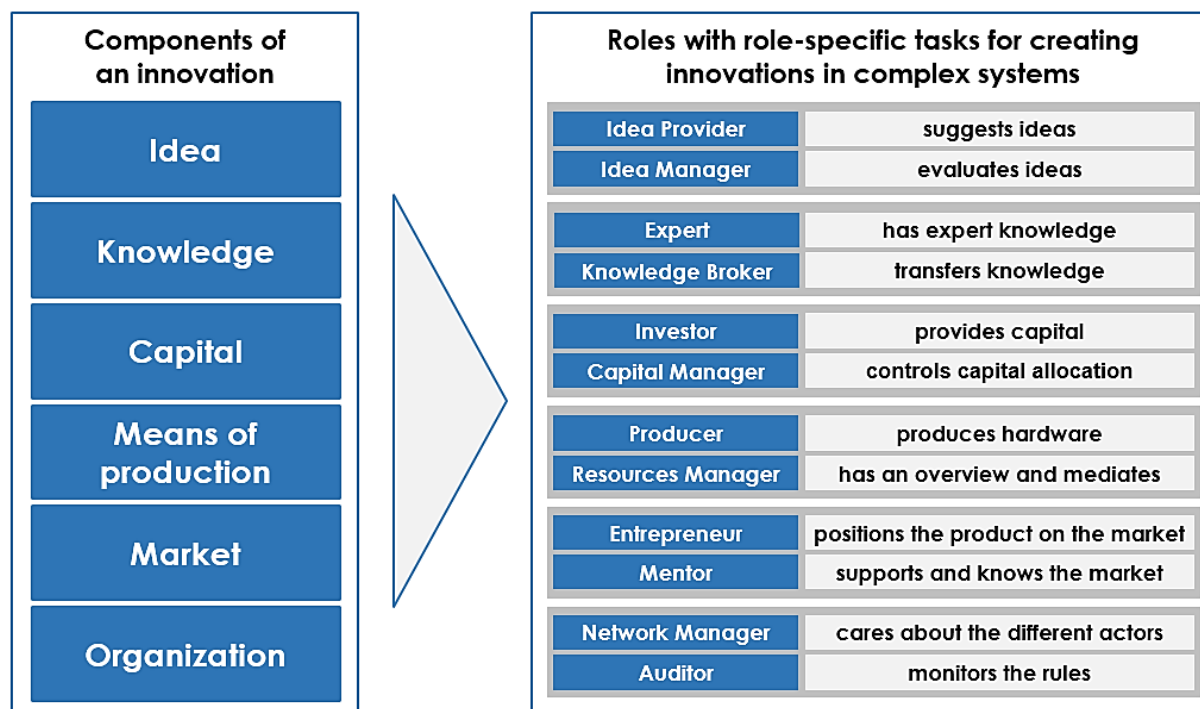 Components of
an innovation
Idea
Knowledge
Capital
Means of
production
Market
Organization
Roles with role-specific tasks for creating
innovations in complex systems
Idea Provider suggests ideas
Idea Manager evaluates ideas
Expert has expert knowledge
Knowledge Broker transfers knowledge
Investor provides capital
Capital Manager controls capital allocation
Producer produces hardware
Resources Manager has an overview and mediates
Entrepreneur positions the product on the market
Mentor supports and knows the market
Network Manager cares about the different actors
Auditor monitors the rules